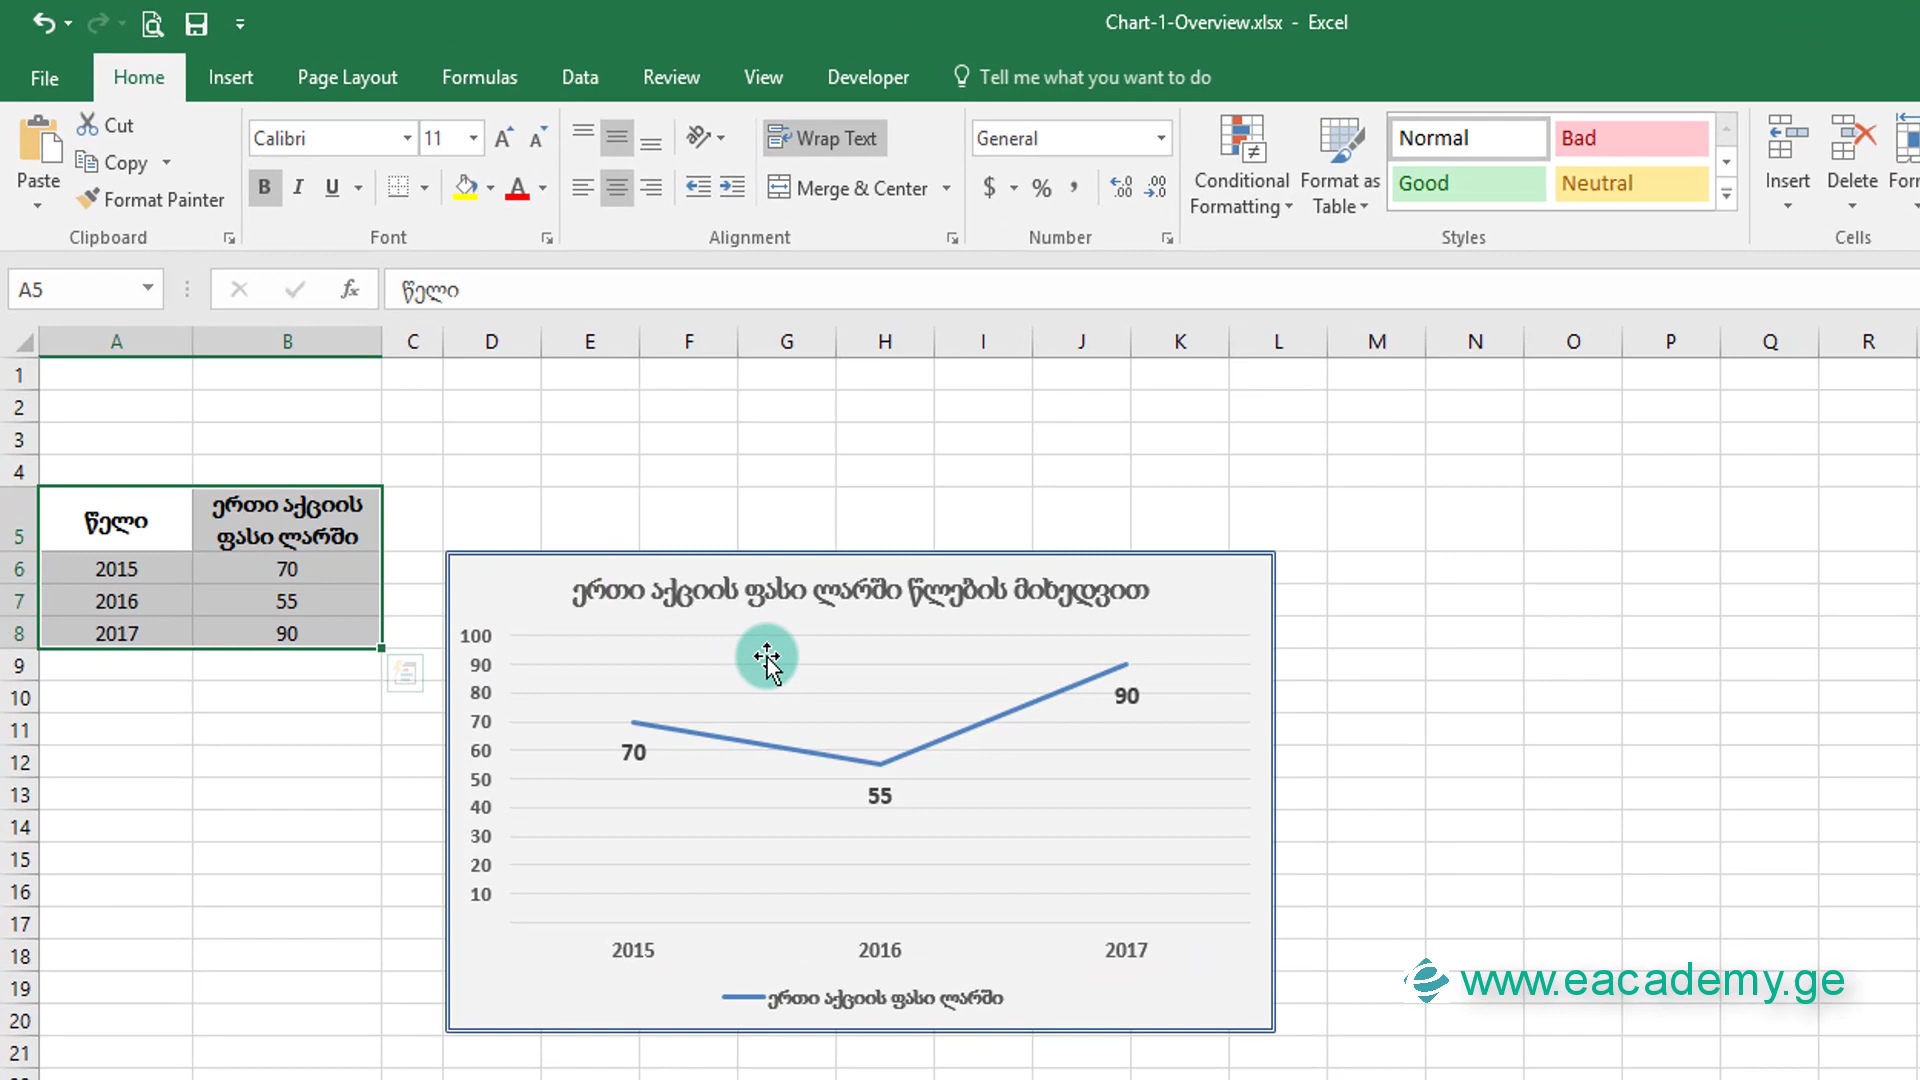 Chart-1-Overview.xlsx - Excel
File Home Insert Page Layout Formulas Data Review View Developer Tell me what you want to do
Paste
Cut
Copy
Format Painter
Clipboard
Calibri 11
B I U
Font
Wrap Text
Merge & Center
Alignment
General
$ %
Number
Conditional Formatting
Format as Table
Normal Bad
Good Neutral
Styles
Insert Delete
Cells
A5 fx წელი
A B C D E F G H I J K L M N O P Q R
1
2
3
4
5 წელი ერთი აქციის ფასი ლარში
6 2015 70
7 2016 55
8 2017 90
9
10
11
12
13
14
15
16
17
18
19
20
21
ერთი აქციის ფასი ლარში წლების მიხედვით
100
90
80
70
60
50
40
30
20
10
70
55
90
2015 2016 2017
ერთი აქციის ფასი ლარში
www.eacademy.ge